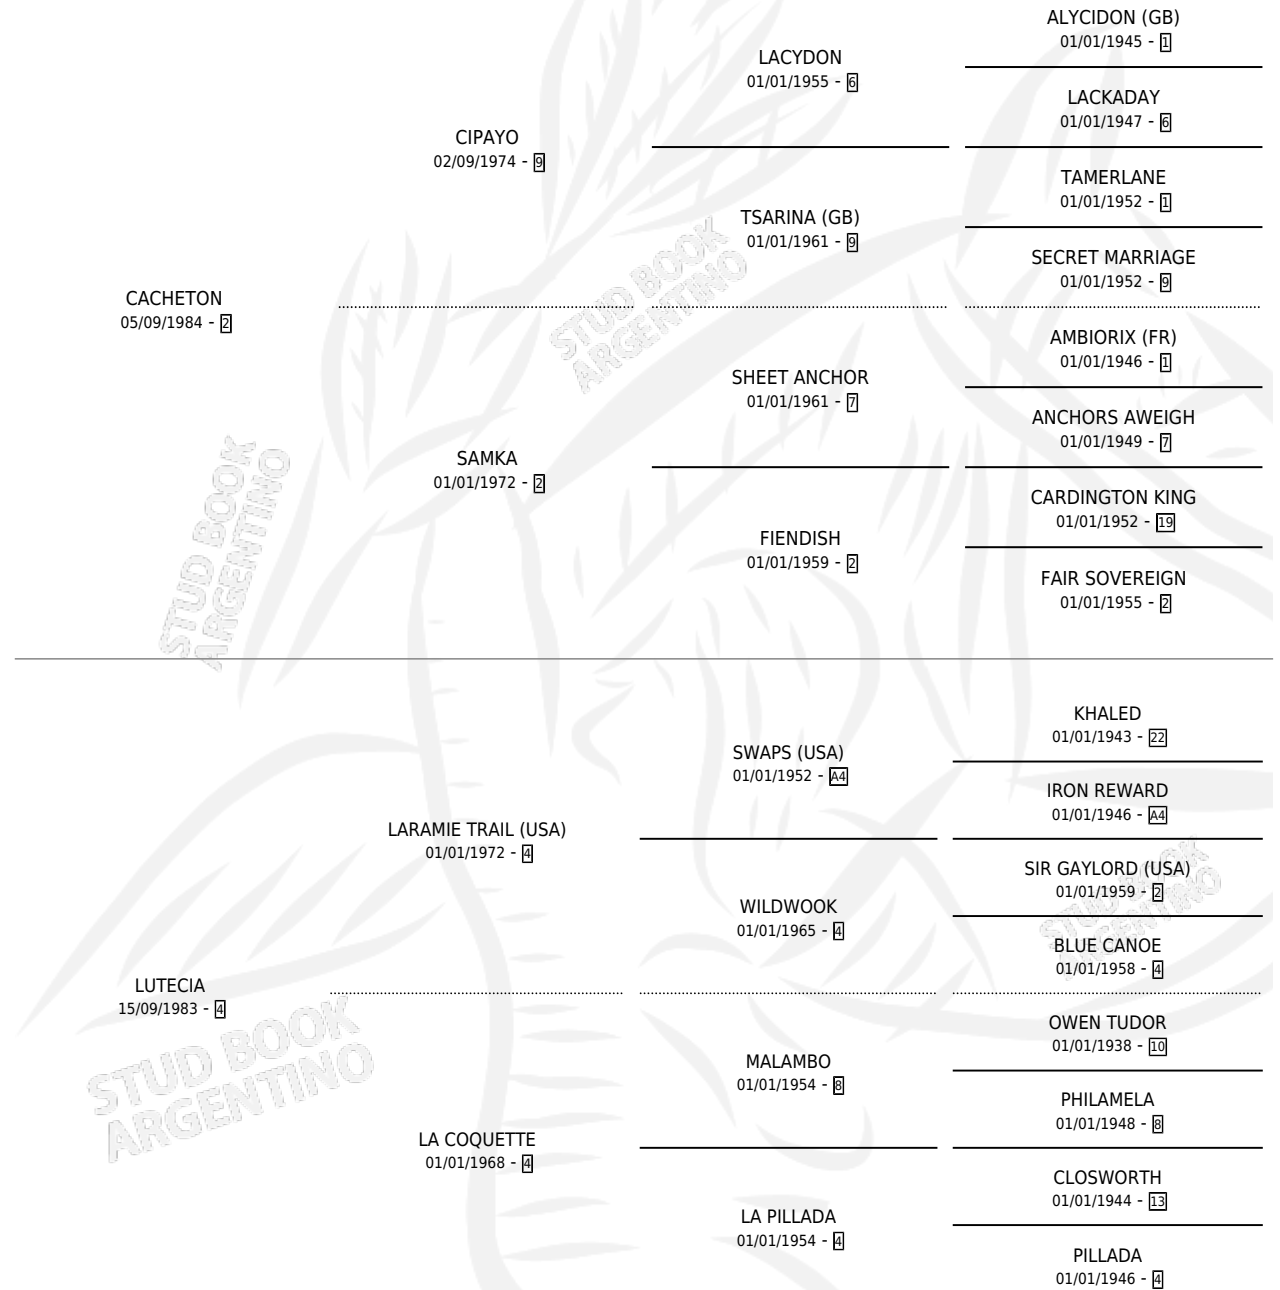 ALYCIDON (GB)
01/01/1945 - 1
LACYDON
01/01/1955 - 6
LACKADAY
01/01/1947 - 6
CIPAYO
02/09/1974 - 9
TAMERLANE
01/01/1952 - 1
TSARINA (GB)
01/01/1961 - 9
SECRET MARRIAGE
01/01/1952 - 9
CACHETON
05/09/1984 - 2
STUD BOOK
ARGENTINO
AMBIORIX (FR)
01/01/1946 - 1
SHEET ANCHOR
01/01/1961 - 7
ANCHORS AWEIGH
01/01/1949 - 7
SAMKA
01/01/1972 - 2
CARDINGTON KING
01/01/1952 - 19
FIENDISH
01/01/1959 - 2
FAIR SOVEREIGN
01/01/1955 - 2
STUD BOOK
ARGENTINO
KHALED
01/01/1943 - 22
SWAPS (USA)
01/01/1952 - A4
IRON REWARD
01/01/1946 - A4
LARAMIE TRAIL (USA)
01/01/1972 - 4
SIR GAYLORD (USA)
01/01/1959 - 2
STUD BOOK
ARGENTINO
WILDWOOK
01/01/1965 - 4
BLUE CANOE
01/01/1958 - 4
LUTECIA
15/09/1983 - 4
STUD BOOK
ARGENTINO
OWEN TUDOR
01/01/1938 - 10
MALAMBO
01/01/1954 - 8
PHILAMELA
01/01/1948 - 8
LA COQUETTE
01/01/1968 - 4
CLOSWORTH
01/01/1944 - 13
LA PILLADA
01/01/1954 - 4
PILLADA
01/01/1946 - 4